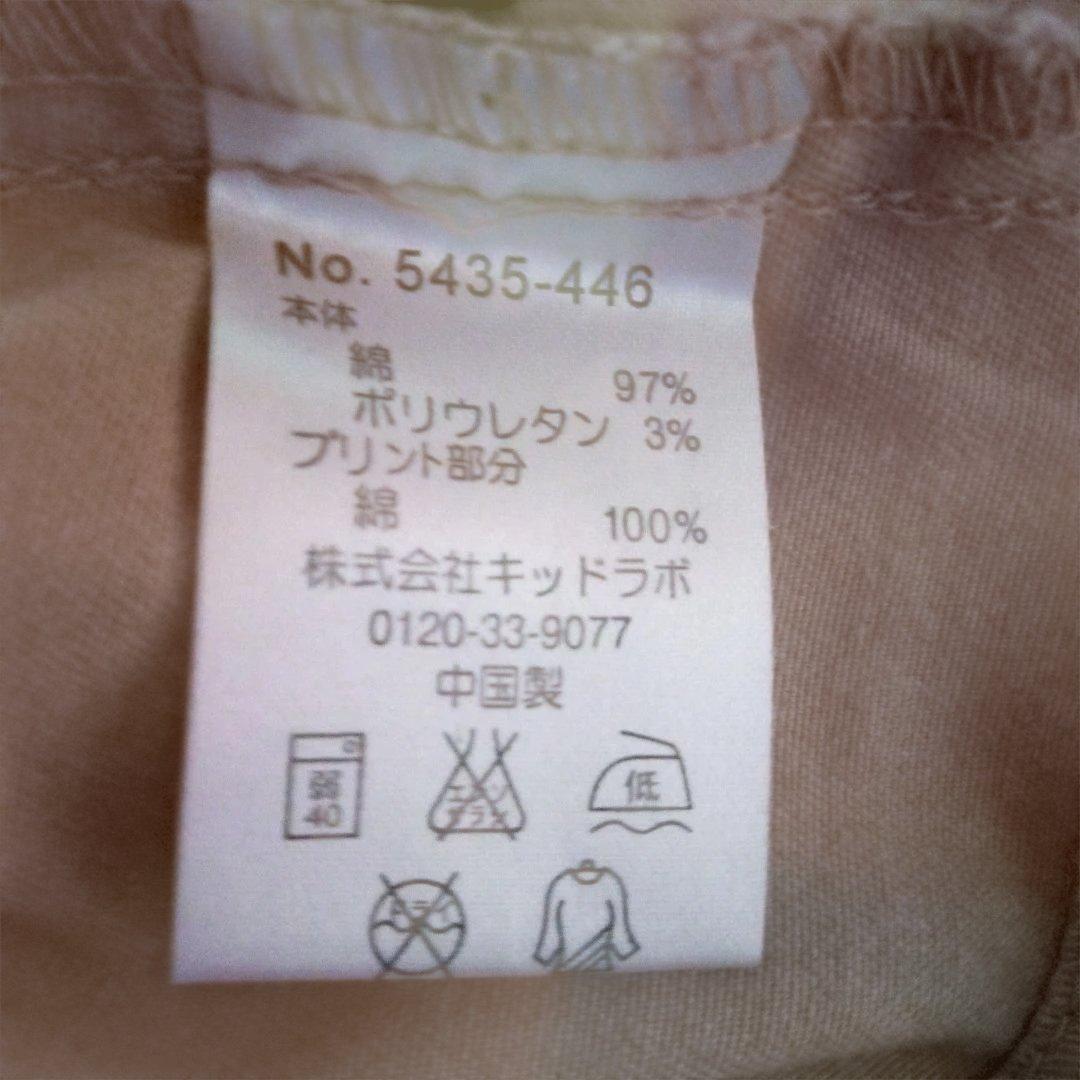 No. 5435-446
本体
綿 97%
ポリウレタン 3%
プリント部分
綿 100%
株式会社キッドラボ
0120-33-9077
中国製
弱 40
低